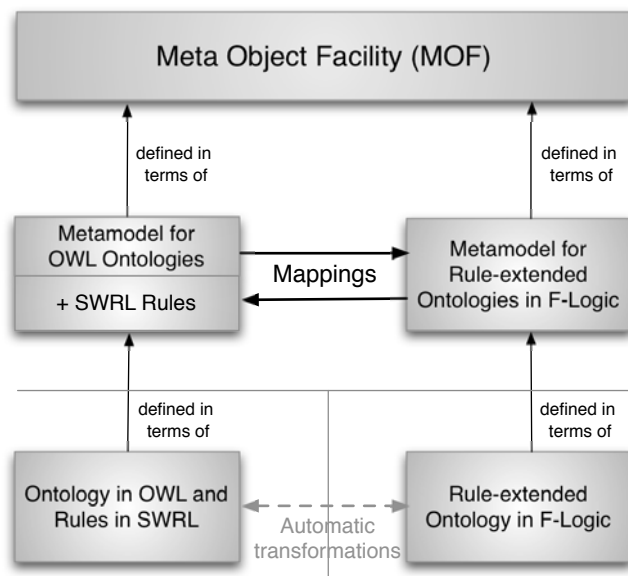 Meta Object Facility (MOF)
defined in
terms of
defined in
terms of
Metamodel for
OWL Ontologies
+ SWRL Rules
Mappings
Metamodel for
Rule-extended
Ontologies in F-Logic
defined in
terms of
defined in
terms of
Ontology in OWL and
Rules in SWRL
Automatic
transformations
Rule-extended
Ontology in F-Logic